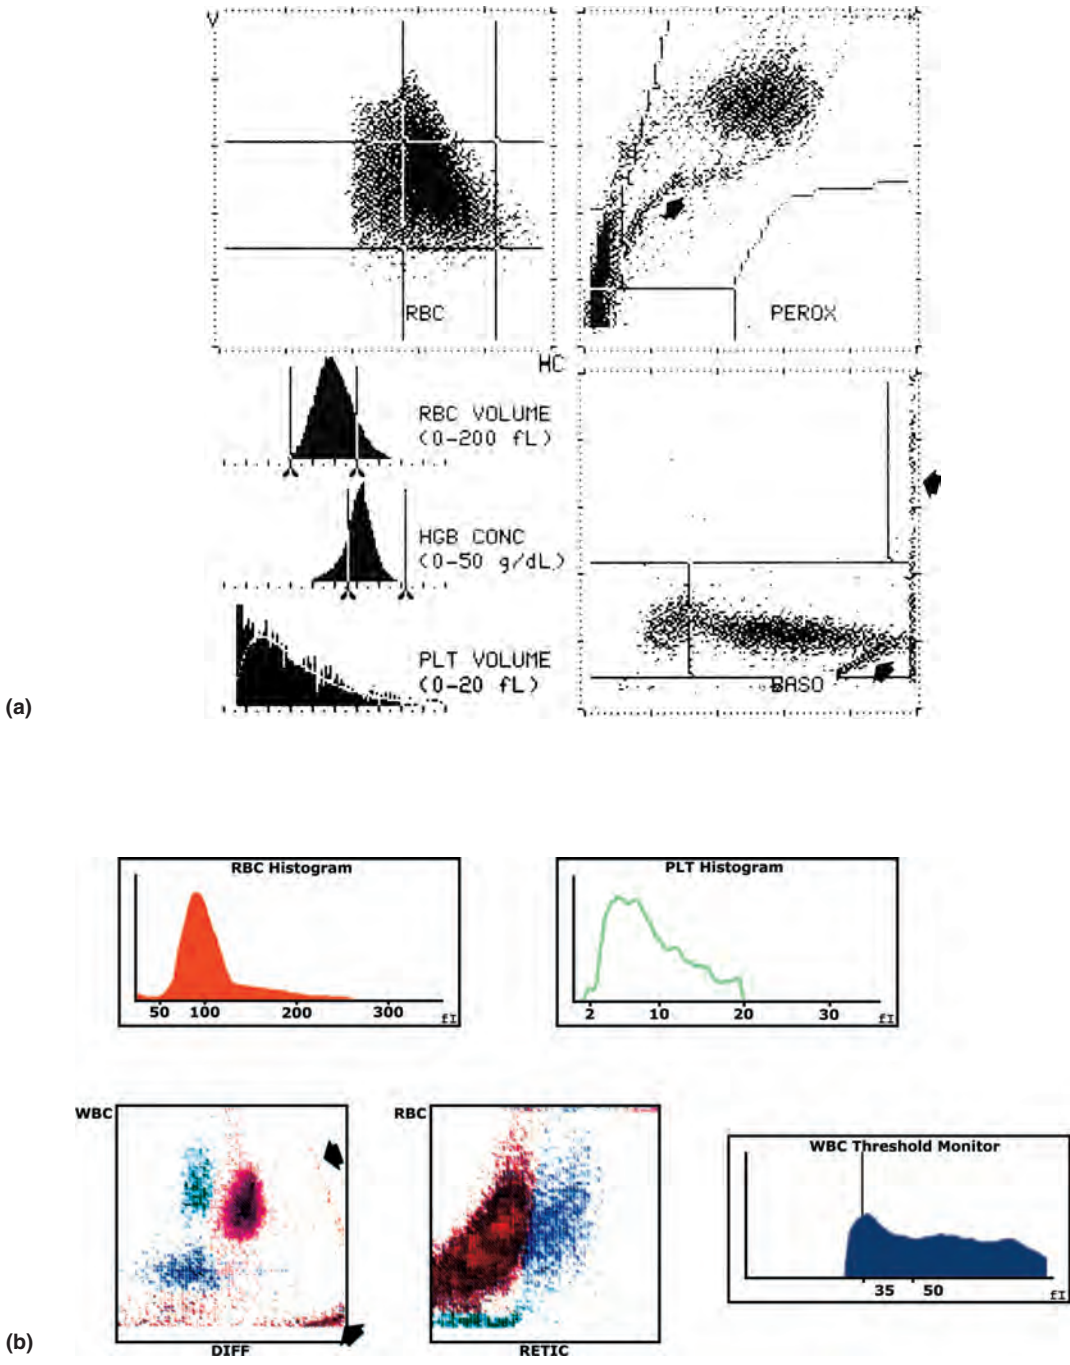 V
RBC
PEROX
HC
RBC VOLUME
(0-200 fL)
HGB CONC
(0-50 g/dL)
PLT VOLUME
(0-20 fL)
BASO
(a)
RBC Histogram
50 100 200 300 fl
PLT Histogram
2 10 20 30 fl
WBC
DIFF
RBC
RETIC
WBC Threshold Monitor
35 50 fl
(b)